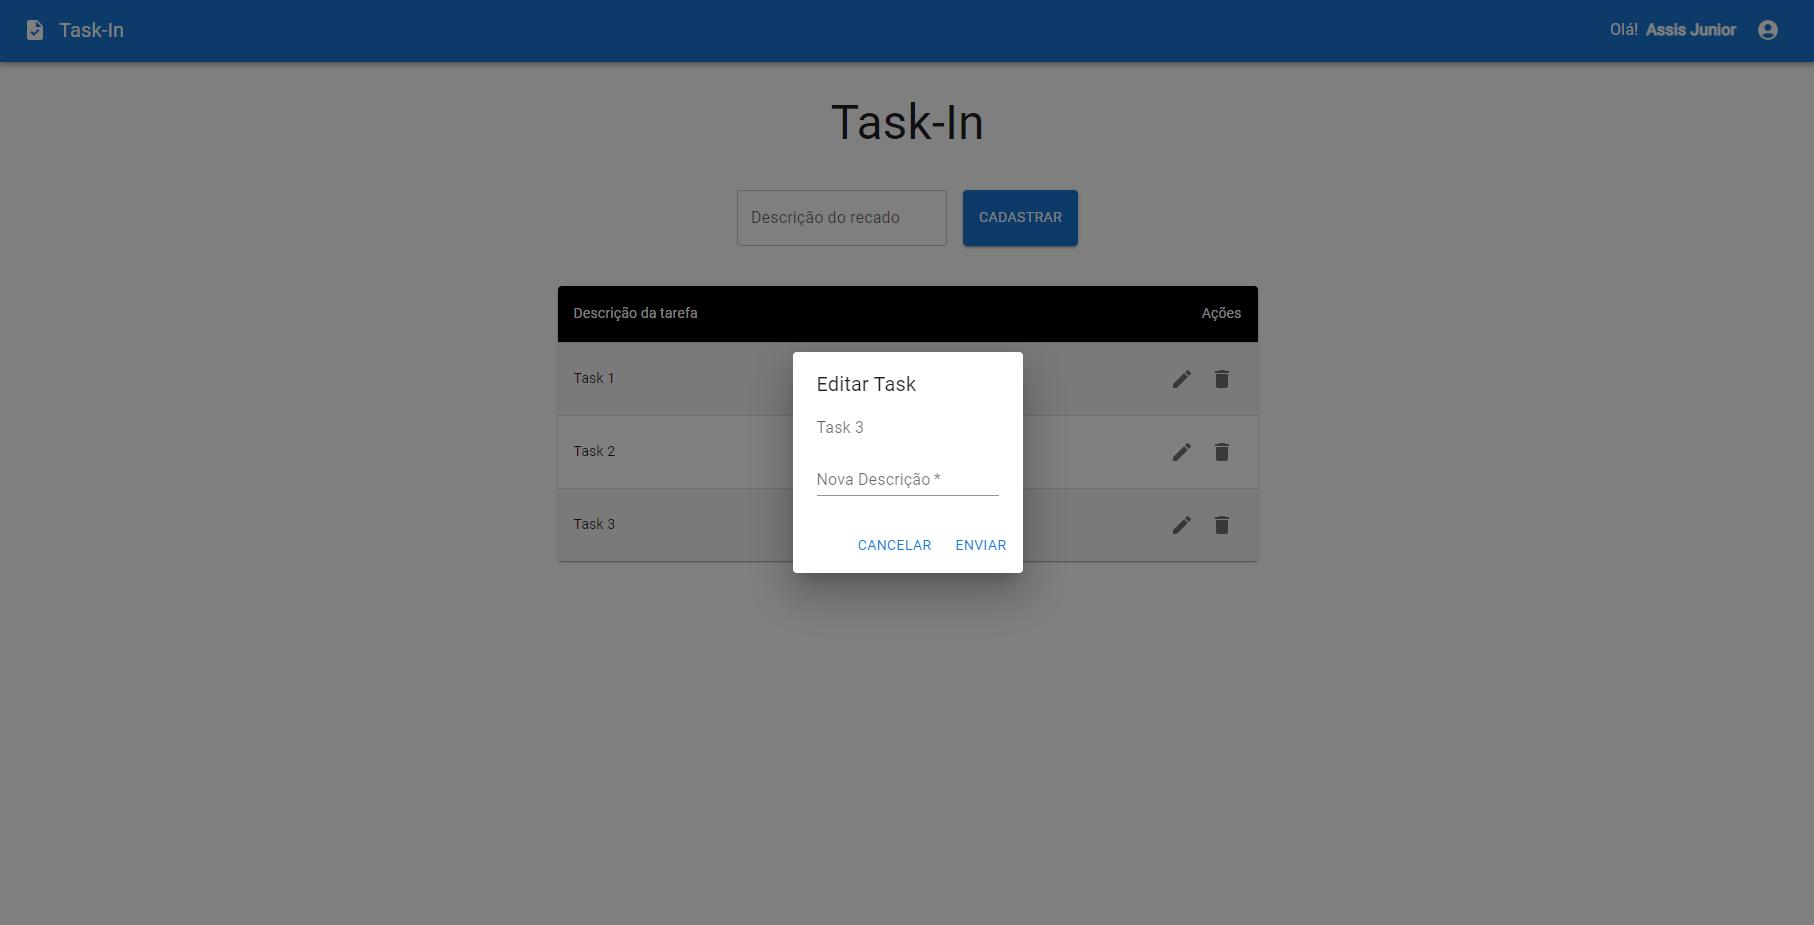 Task-In
Olá! Assis Junior
Task-In
Descrição do recado
CADASTRAR
Descrição da tarefa
Ações
Task 1
Task 2
Task 3
Editar Task
Task 3
Nova Descrição *
CANCELAR
ENVIAR